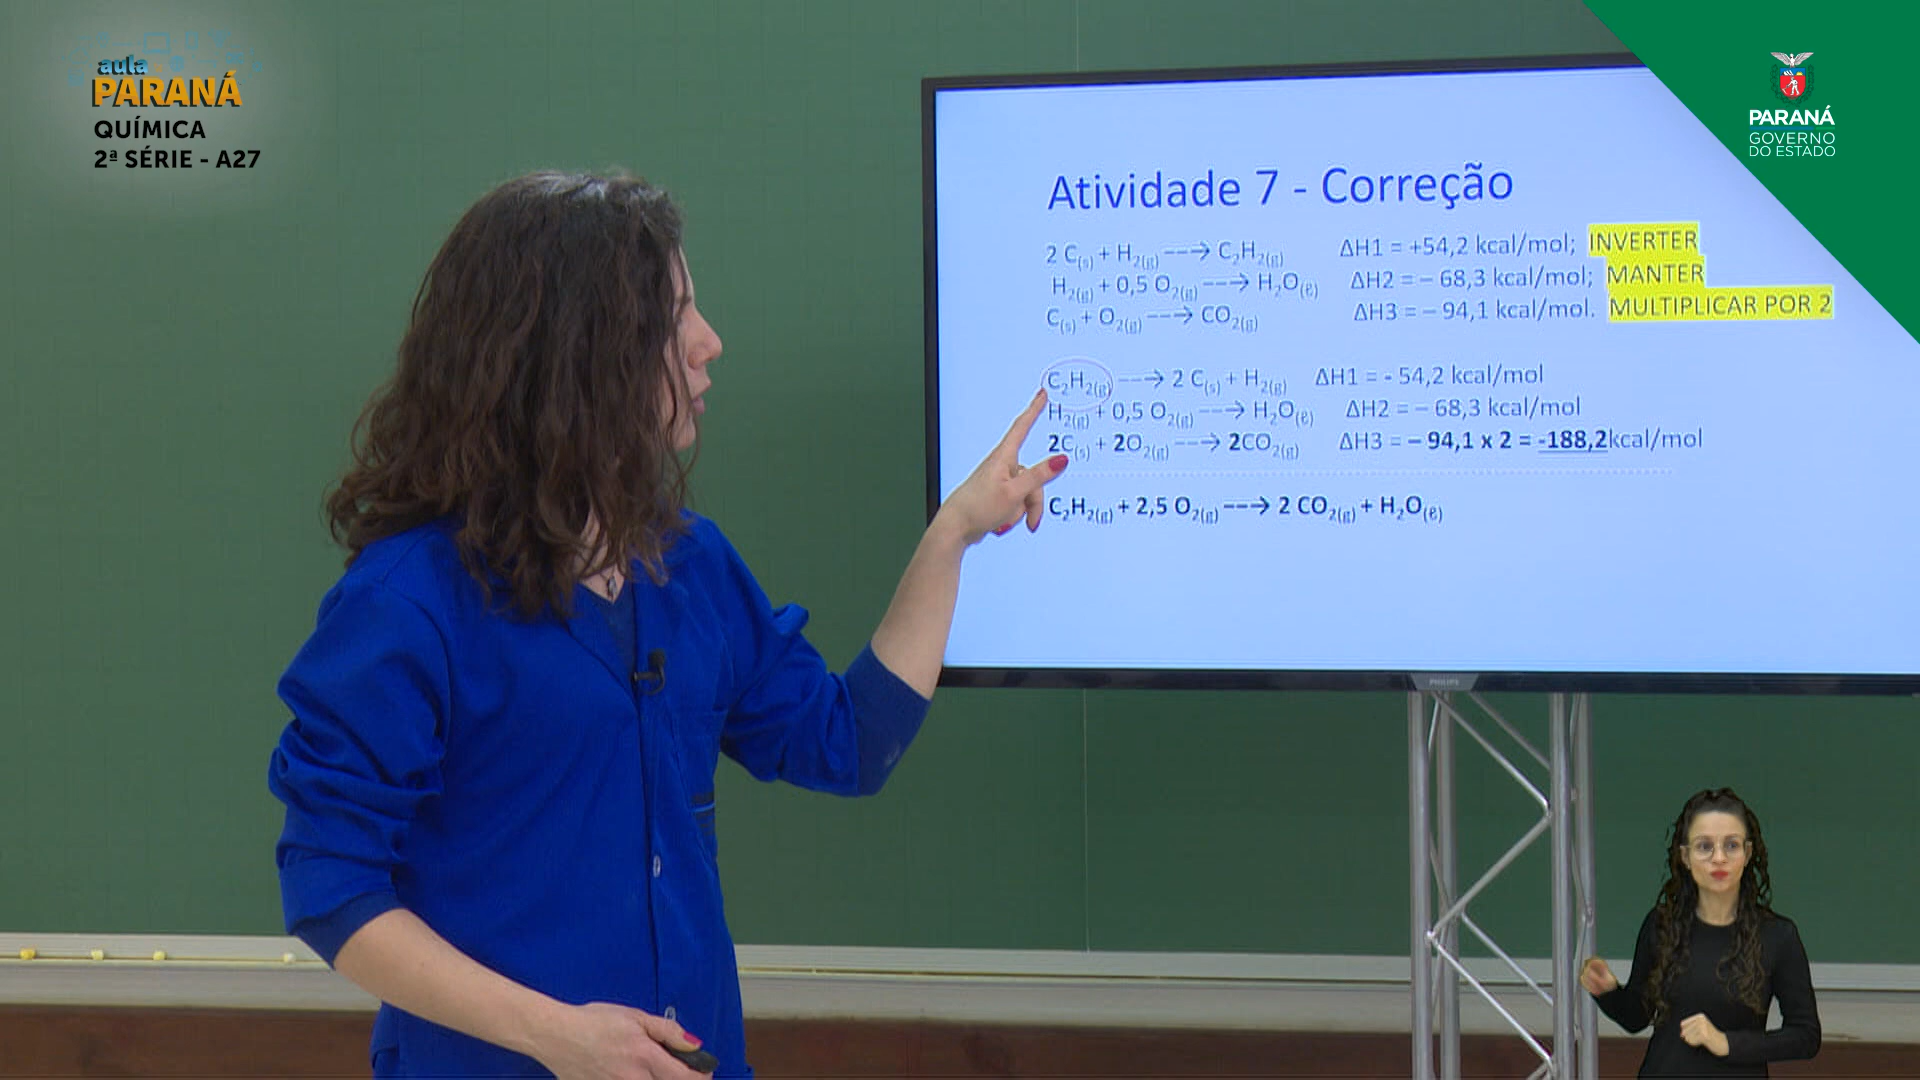 aula
PARANÁ
QUÍMICA
2ª SÉRIE - A27
PARANÁ
GOVERNO
DO ESTADO
Atividade 7 - Correção
2 C(s) + H2(g) ---→ C2H2(g) ΔH1 = +54,2 kcal/mol; INVERTER
H2(g) + 0,5 O2(g) ---→ H2O(ℓ) ΔH2 = – 68,3 kcal/mol; MANTER
C(s) + O2(g) ---→ CO2(g) ΔH3 = – 94,1 kcal/mol. MULTIPLICAR POR 2
C2H2(g) ---→ 2 C(s) + H2(g) ΔH1 = - 54,2 kcal/mol
H2(g) + 0,5 O2(g) ---→ H2O(ℓ) ΔH2 = – 68,3 kcal/mol
2C(s) + 2O2(g) ---→ 2CO2(g) ΔH3 = – 94,1 x 2 = -188,2kcal/mol
C2H2(g) + 2,5 O2(g) ---→ 2 CO2(g) + H2O(ℓ)
PHILIPS